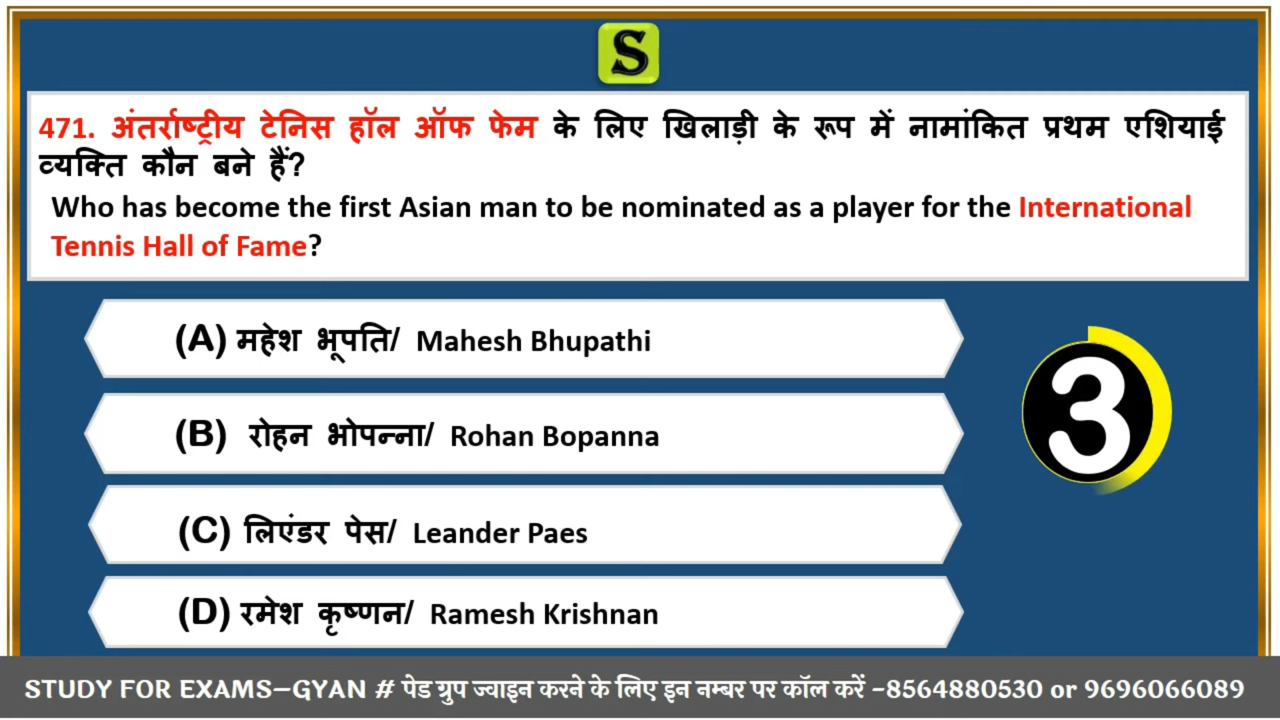 S
471. अंतर्राष्ट्रीय टेनिस हॉल ऑफ फेम के लिए खिलाड़ी के रूप में नामांकित प्रथम एशियाई
व्यक्ति कौन बने हैं?
Who has become the first Asian man to be nominated as a player for the International
Tennis Hall of Fame?
(A) महेश भूपति/ Mahesh Bhupathi
(B) रोहन भोपन्ना/ Rohan Bopanna
3
(C) लिएंडर पेस/ Leander Paes
(D) रमेश कृष्णन/ Ramesh Krishnan
STUDY FOR EXAMS–GYAN # पेड ग्रुप ज्वाइन करने के लिए इन नम्बर पर कॉल करें –8564880530 or 9696066089